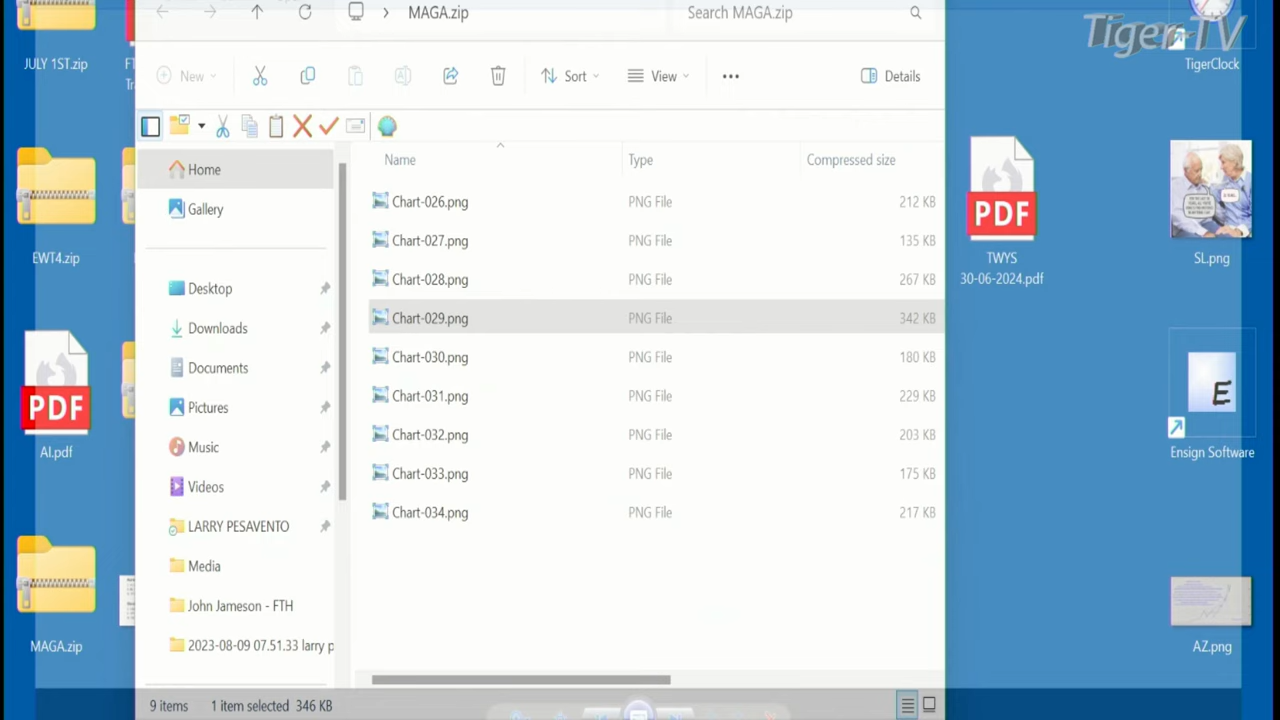 MAGA.zip
Search MAGA.zip
Tiger-TV
JULY 1ST.zip
TigerClock
New
Sort
View
Details
Home
Gallery
Desktop
Downloads
Documents
Pictures
Music
Videos
LARRY PESAVENTO
Media
John Jameson - FTH
2023-08-09 07.51.33 larry p
Name
Type
Compressed size
Chart-026.png
PNG File
212 KB
Chart-027.png
PNG File
135 KB
Chart-028.png
PNG File
267 KB
Chart-029.png
PNG File
342 KB
Chart-030.png
PNG File
180 KB
Chart-031.png
PNG File
229 KB
Chart-032.png
PNG File
203 KB
Chart-033.png
PNG File
175 KB
Chart-034.png
PNG File
217 KB
EWT4.zip
PDF
AI.pdf
MAGA.zip
PDF
TWYS
30-06-2024.pdf
SL.png
E
Ensign Software
AZ.png
9 items
1 item selected 346 KB